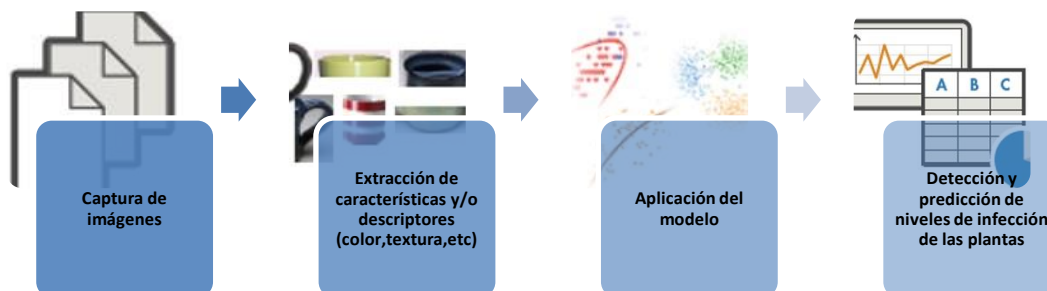 Captura de
imágenes
Extracción de
características y/o
descriptores
(color,textura,etc)
Aplicación del
modelo
A B C
Detección y
predicción de
niveles de infección
de las plantas